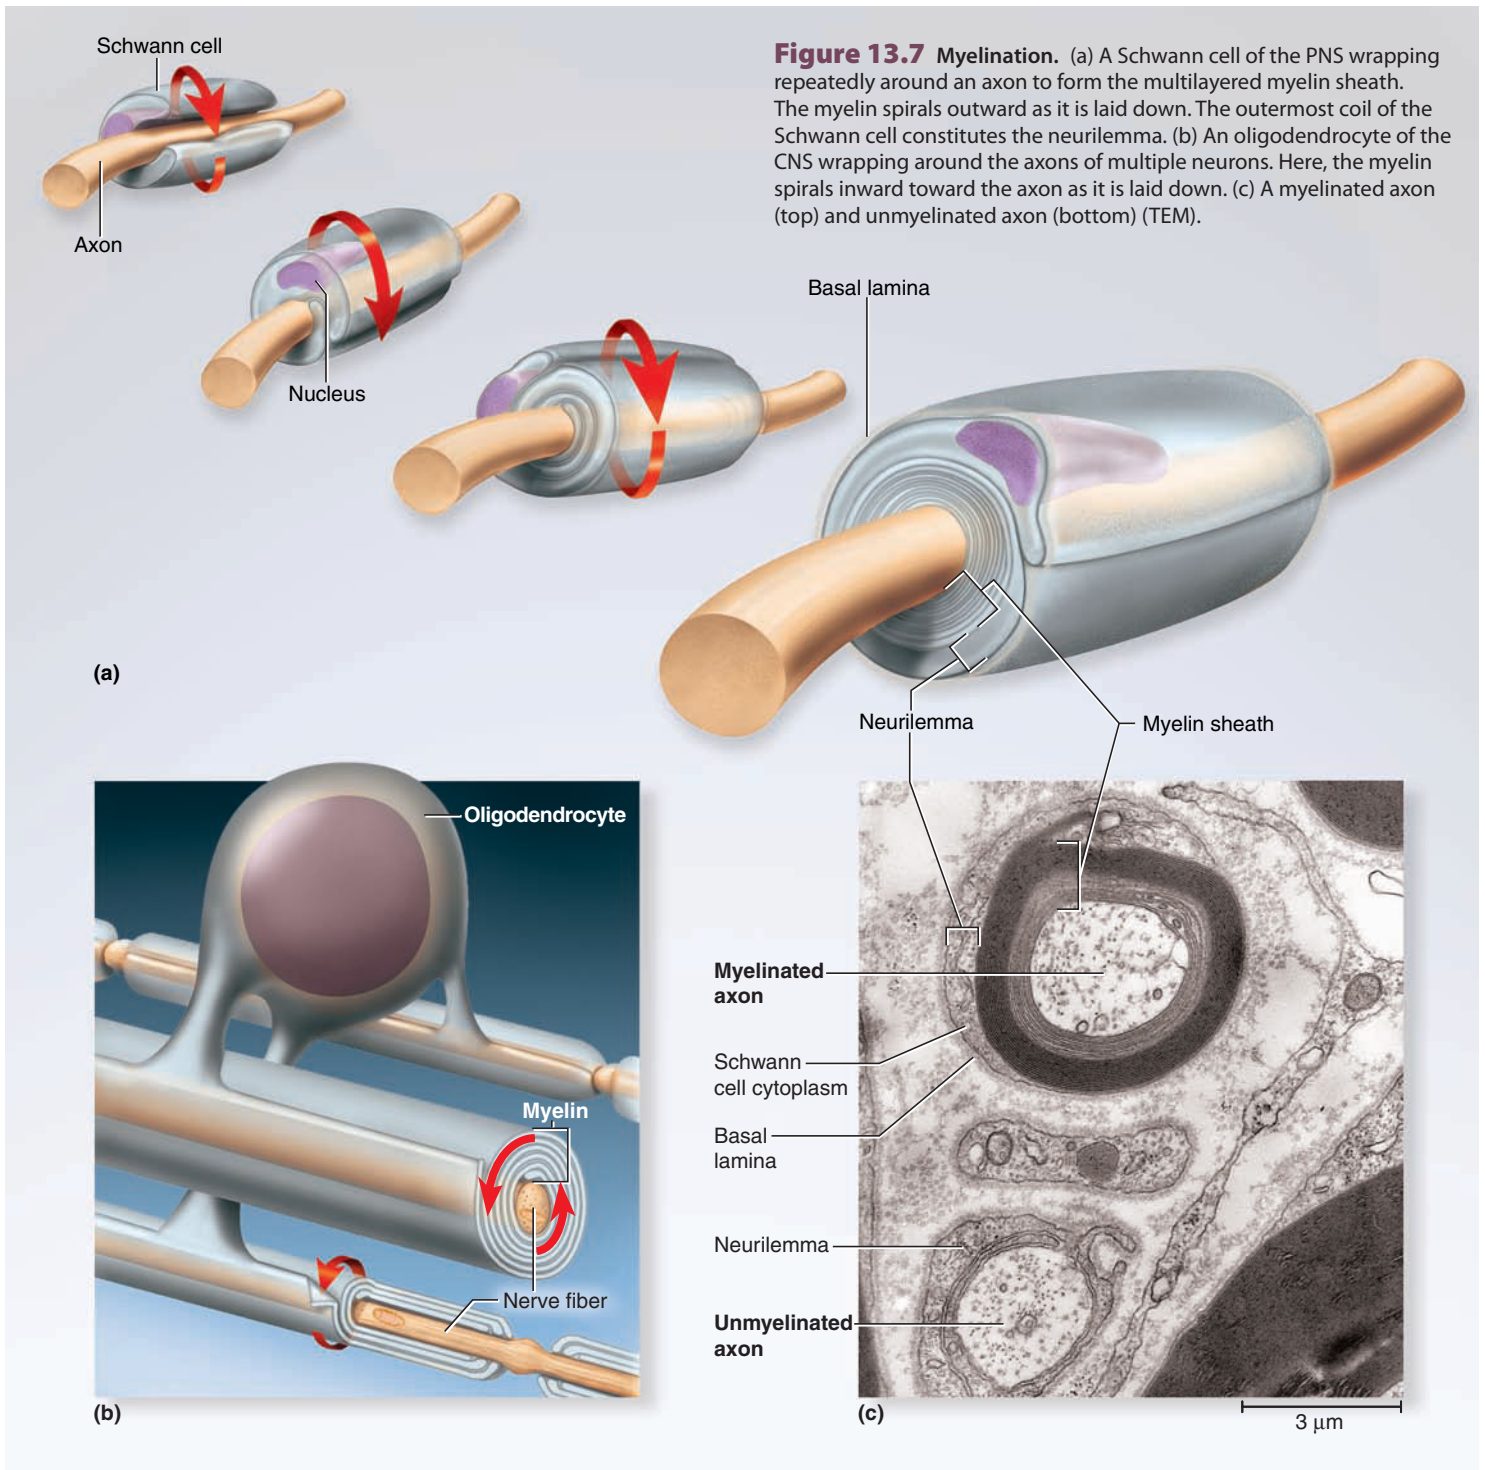 Schwann cell
Figure 13.7 Myelination. (a) A Schwann cell of the PNS wrapping
repeatedly around an axon to form the multilayered myelin sheath.
The myelin spirals outward as it is laid down. The outermost coil of the
Schwann cell constitutes the neurilemma. (b) An oligodendrocyte of the
CNS wrapping around the axons of multiple neurons. Here, the myelin
spirals inward toward the axon as it is laid down. (c) A myelinated axon
(top) and unmyelinated axon (bottom) (TEM).
Axon
Basal lamina
Nucleus
(a)
Neurilemma
Myelin sheath
Oligodendrocyte
Myelin
Nerve fiber
(b)
Myelinated
axon
Schwann
cell cytoplasm
Basal
lamina
Neurilemma
Unmyelinated
axon
(c)
3 μm